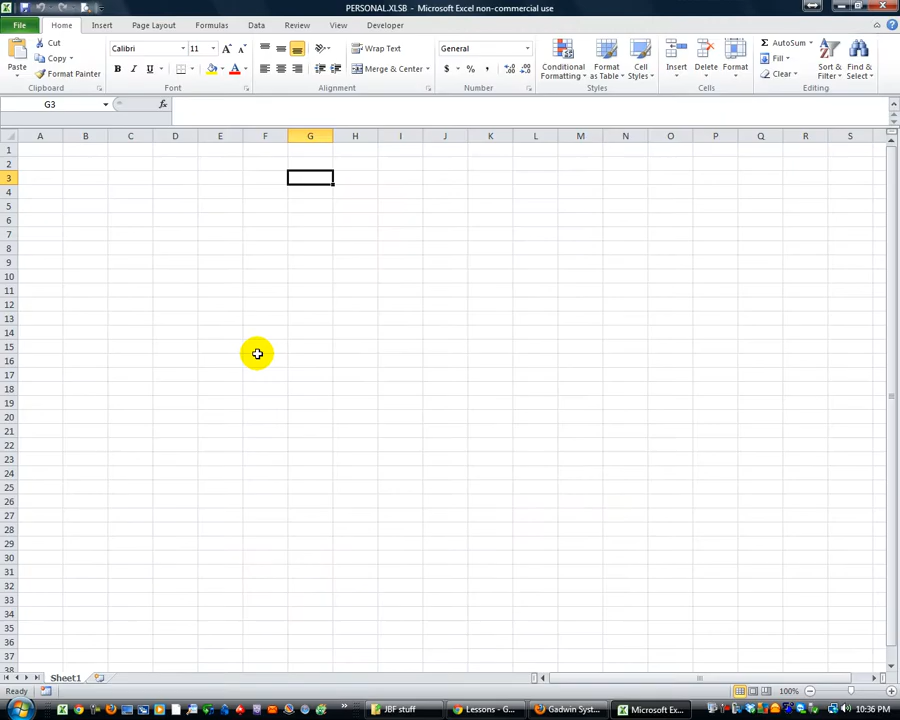 PERSONAL.XLSB - Microsoft Excel non-commercial use
File Home Insert Page Layout Formulas Data Review View Developer
Paste
Cut
Copy
Format Painter
Clipboard
Calibri 11
B I U
Font
Wrap Text
Merge & Center
Alignment
General
$ % ,
Number
Conditional Formatting
Format as Table
Cell Styles
Styles
Insert Delete Format
Cells
AutoSum
Fill
Clear
Sort & Filter
Find & Select
Editing
G3 fx
A B C D E F G H I J K L M N O P Q R S
1
2
3
4
5
6
7
8
9
10
11
12
13
14
15
16
17
18
19
20
21
22
23
24
25
26
27
28
29
30
31
32
33
34
35
36
37
38
Sheet1
Ready 100%
JBF stuff Lessons - G... Gadwin Syst... Microsoft Ex... 10:36 PM